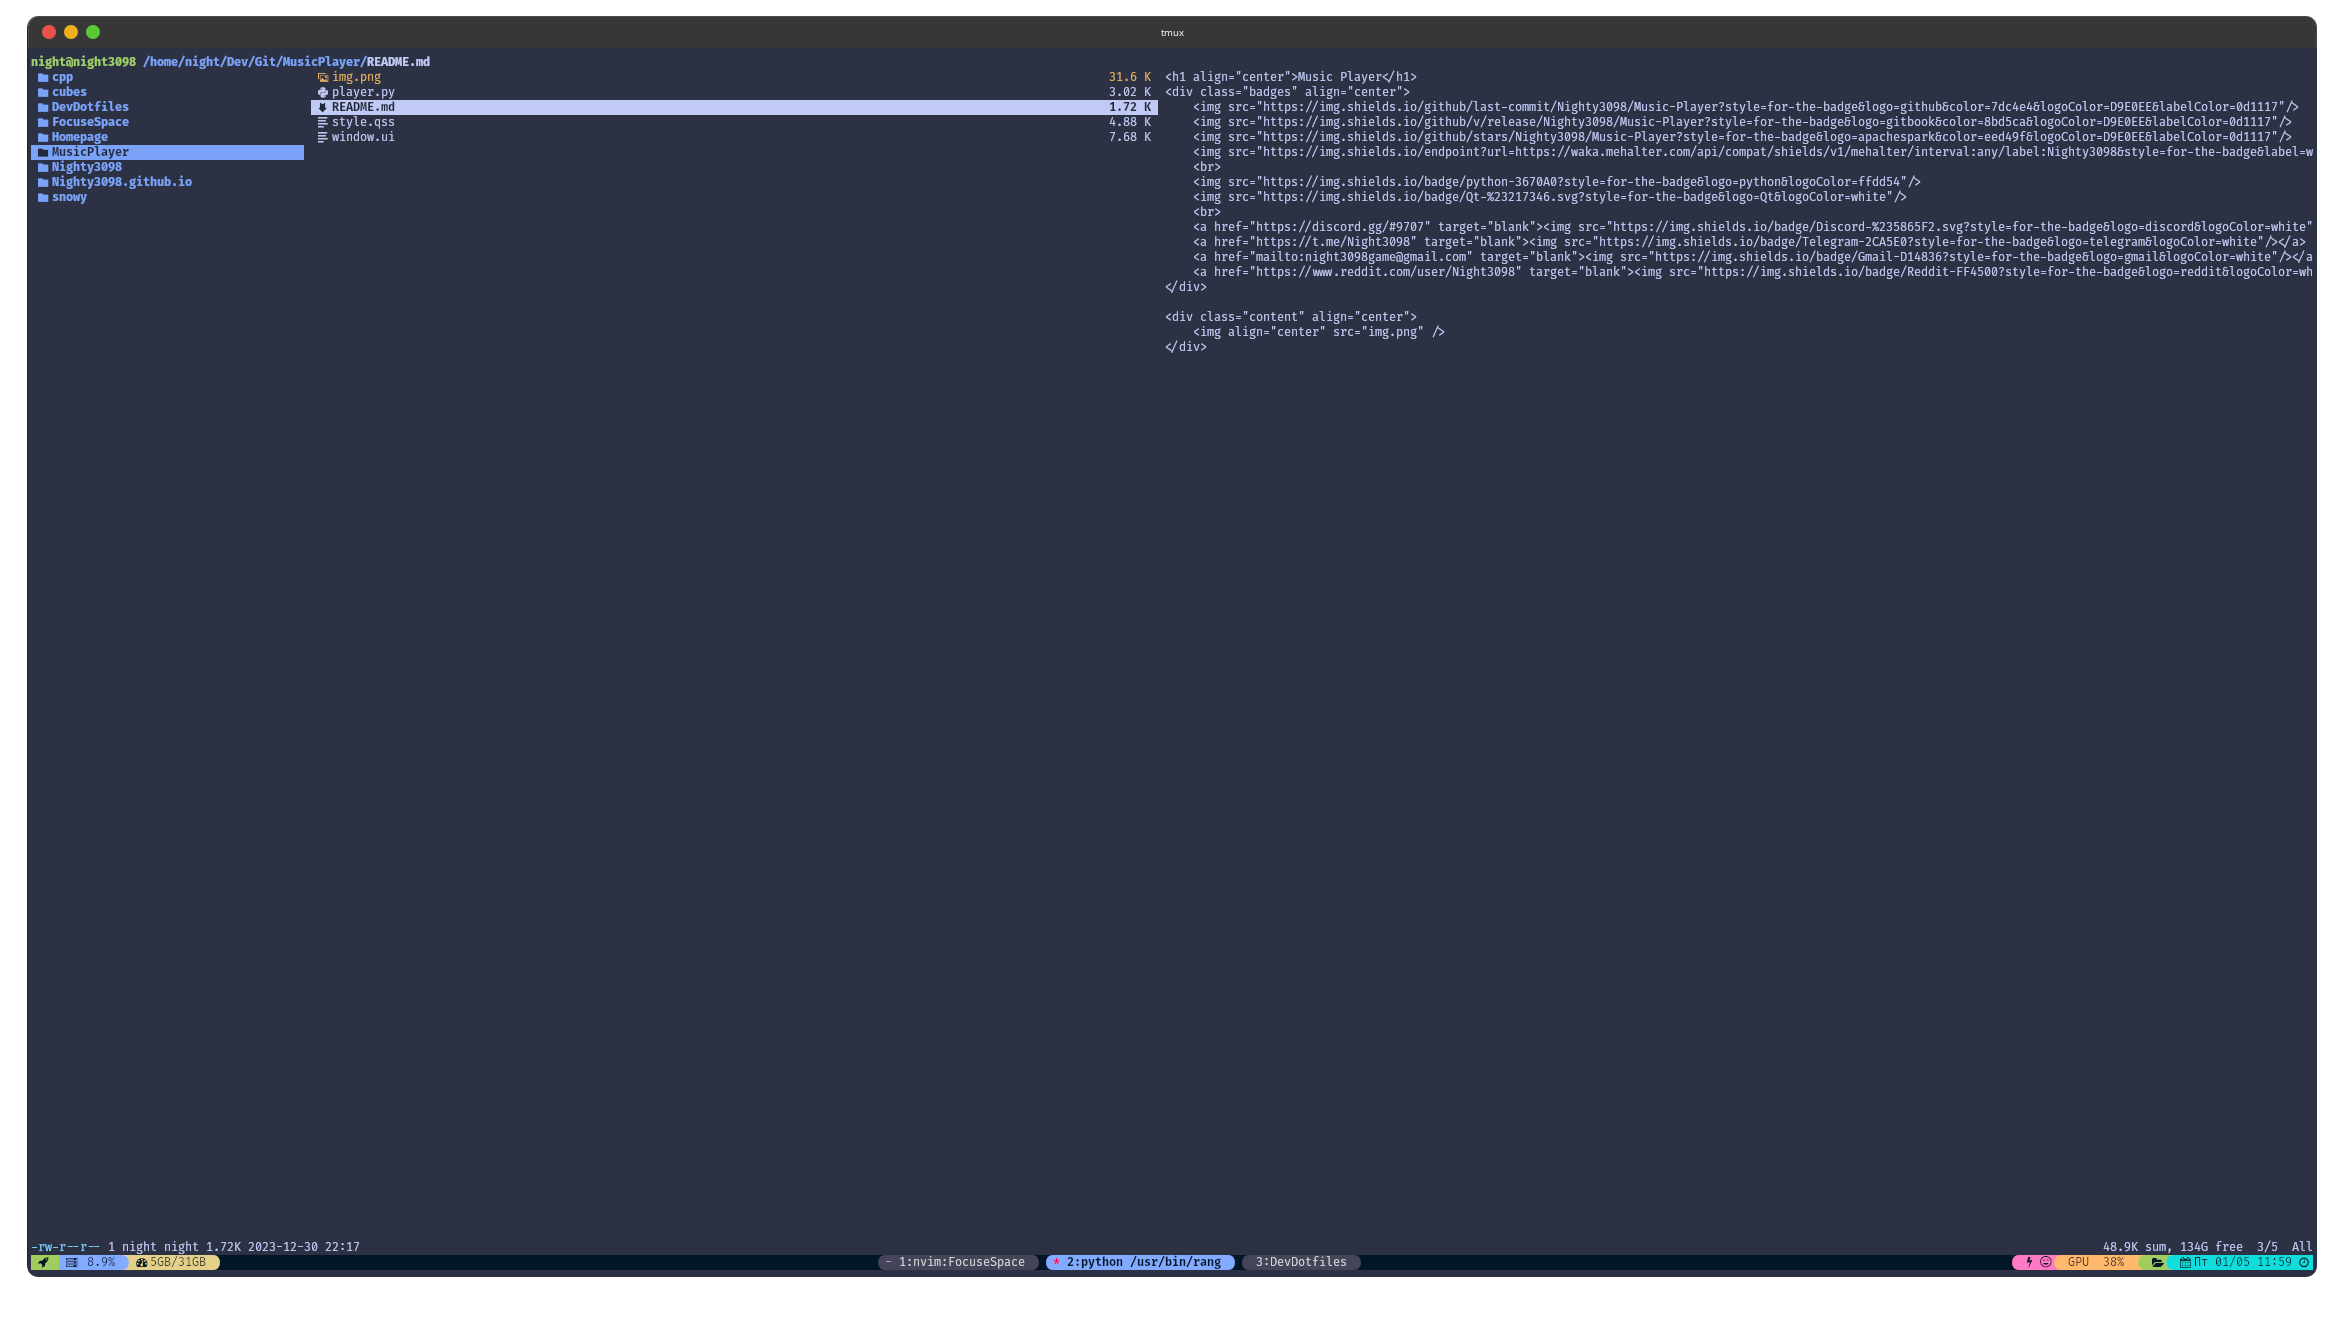 tmux
night@night3098 /home/night/Dev/Git/MusicPlayer/README.md
cpp
cubes
DevDotfiles
FocuseSpace
Homepage
MusicPlayer
Nighty3098
Nighty3098.github.io
snowy
img.png 31.6 K
player.py 3.02 K
README.md 1.72 K
style.qss 4.88 K
window.ui 7.68 K
<h1 align="center">Music Player</h1>
<div class="badges" align="center">
    <img src="https://img.shields.io/github/last-commit/Nighty3098/Music-Player?style=for-the-badge&logo=github&color=7dc4e4&logoColor=D9E0EE&labelColor=0d1117"/>
    <img src="https://img.shields.io/github/v/release/Nighty3098/Music-Player?style=for-the-badge&logo=gitbook&color=8bd5ca&logoColor=D9E0EE&labelColor=0d1117"/>
    <img src="https://img.shields.io/github/stars/Nighty3098/Music-Player?style=for-the-badge&logo=apachespark&color=eed49f&logoColor=D9E0EE&labelColor=0d1117"/>
    <img src="https://img.shields.io/endpoint?url=https://waka.mehalter.com/api/compat/shields/v1/mehalter/interval:any/label:Nighty3098&style=for-the-badge&label=w
    <br>
    <img src="https://img.shields.io/badge/python-3670A0?style=for-the-badge&logo=python&logoColor=ffdd54"/>
    <img src="https://img.shields.io/badge/Qt-%23217346.svg?style=for-the-badge&logo=Qt&logoColor=white"/>
    <br>
    <a href="https://discord.gg/#9707" target="blank"><img src="https://img.shields.io/badge/Discord-%235865F2.svg?style=for-the-badge&logo=discord&logoColor=white"
    <a href="https://t.me/Night3098" target="blank"><img src="https://img.shields.io/badge/Telegram-2CA5E0?style=for-the-badge&logo=telegram&logoColor=white"/></a>
    <a href="mailto:night3098game@gmail.com" target="blank"><img src="https://img.shields.io/badge/Gmail-D14836?style=for-the-badge&logo=gmail&logoColor=white"/></a
    <a href="https://www.reddit.com/user/Night3098" target="blank"><img src="https://img.shields.io/badge/Reddit-FF4500?style=for-the-badge&logo=reddit&logoColor=wh
</div>
<div class="content" align="center">
    <img align="center" src="img.png" />
</div>
-rw-r--r-- 1 night night 1.72K 2023-12-30 22:17
48.9K sum, 134G free  3/5  All
8.9% 5GB/31GB
- 1:nvim:FocuseSpace
* 2:python /usr/bin/rang
3:DevDotfiles
GPU 38%
Пт 01/05 11:59